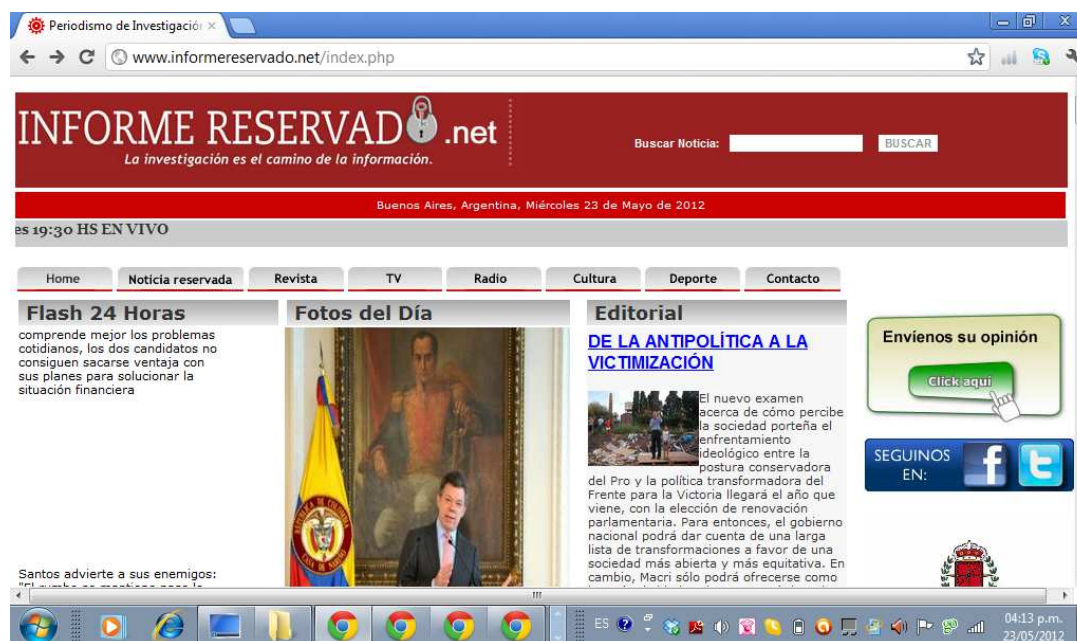 Periodismo de Investigació
www.informereservado.net/index.php
INFORME RESERVADO.net
La investigación es el camino de la información.
Buscar Noticia:
BUSCAR
Buenos Aires, Argentina, Miércoles 23 de Mayo de 2012
es 19:30 HS EN VIVO
Home
Noticia reservada
Revista
TV
Radio
Cultura
Deporte
Contacto
Flash 24 Horas
comprende mejor los problemas
cotidianos, los dos candidatos no
consiguen sacarse ventaja con
sus planes para solucionar la
situación financiera
Santos advierte a sus enemigos:
Fotos del Día
Editorial
DE LA ANTIPOLÍTICA A LA
VICTIMIZACIÓN
El nuevo examen
acerca de cómo percibe
la sociedad porteña el
enfrentamiento
ideológico entre la
postura conservadora
del Pro y la política transformadora del
Frente para la Victoria llegará el año que
viene, con la elección de renovación
parlamentaria. Para entonces, el gobierno
nacional podrá dar cuenta de una larga
lista de transformaciones a favor de una
sociedad más abierta y más equitativa. En
cambio, Macri sólo podrá ofrecerse como
Envíenos su opinión
Click aquí
SEGUINOS
EN:
ES
04:13 p.m.
23/05/2012